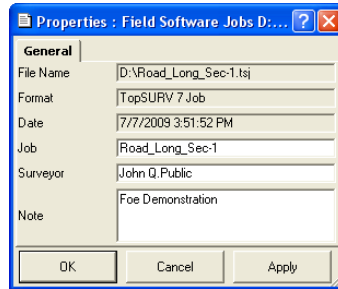 Properties : Field Software Jobs D:...
General
File Name D:\Road_Long_Sec-1.tsj
Format TopSURV 7 Job
Date 7/7/2009 3:51:52 PM
Job Road_Long_Sec-1
Surveyor John Q.Public
Note Foe Demonstration
OK Cancel Apply